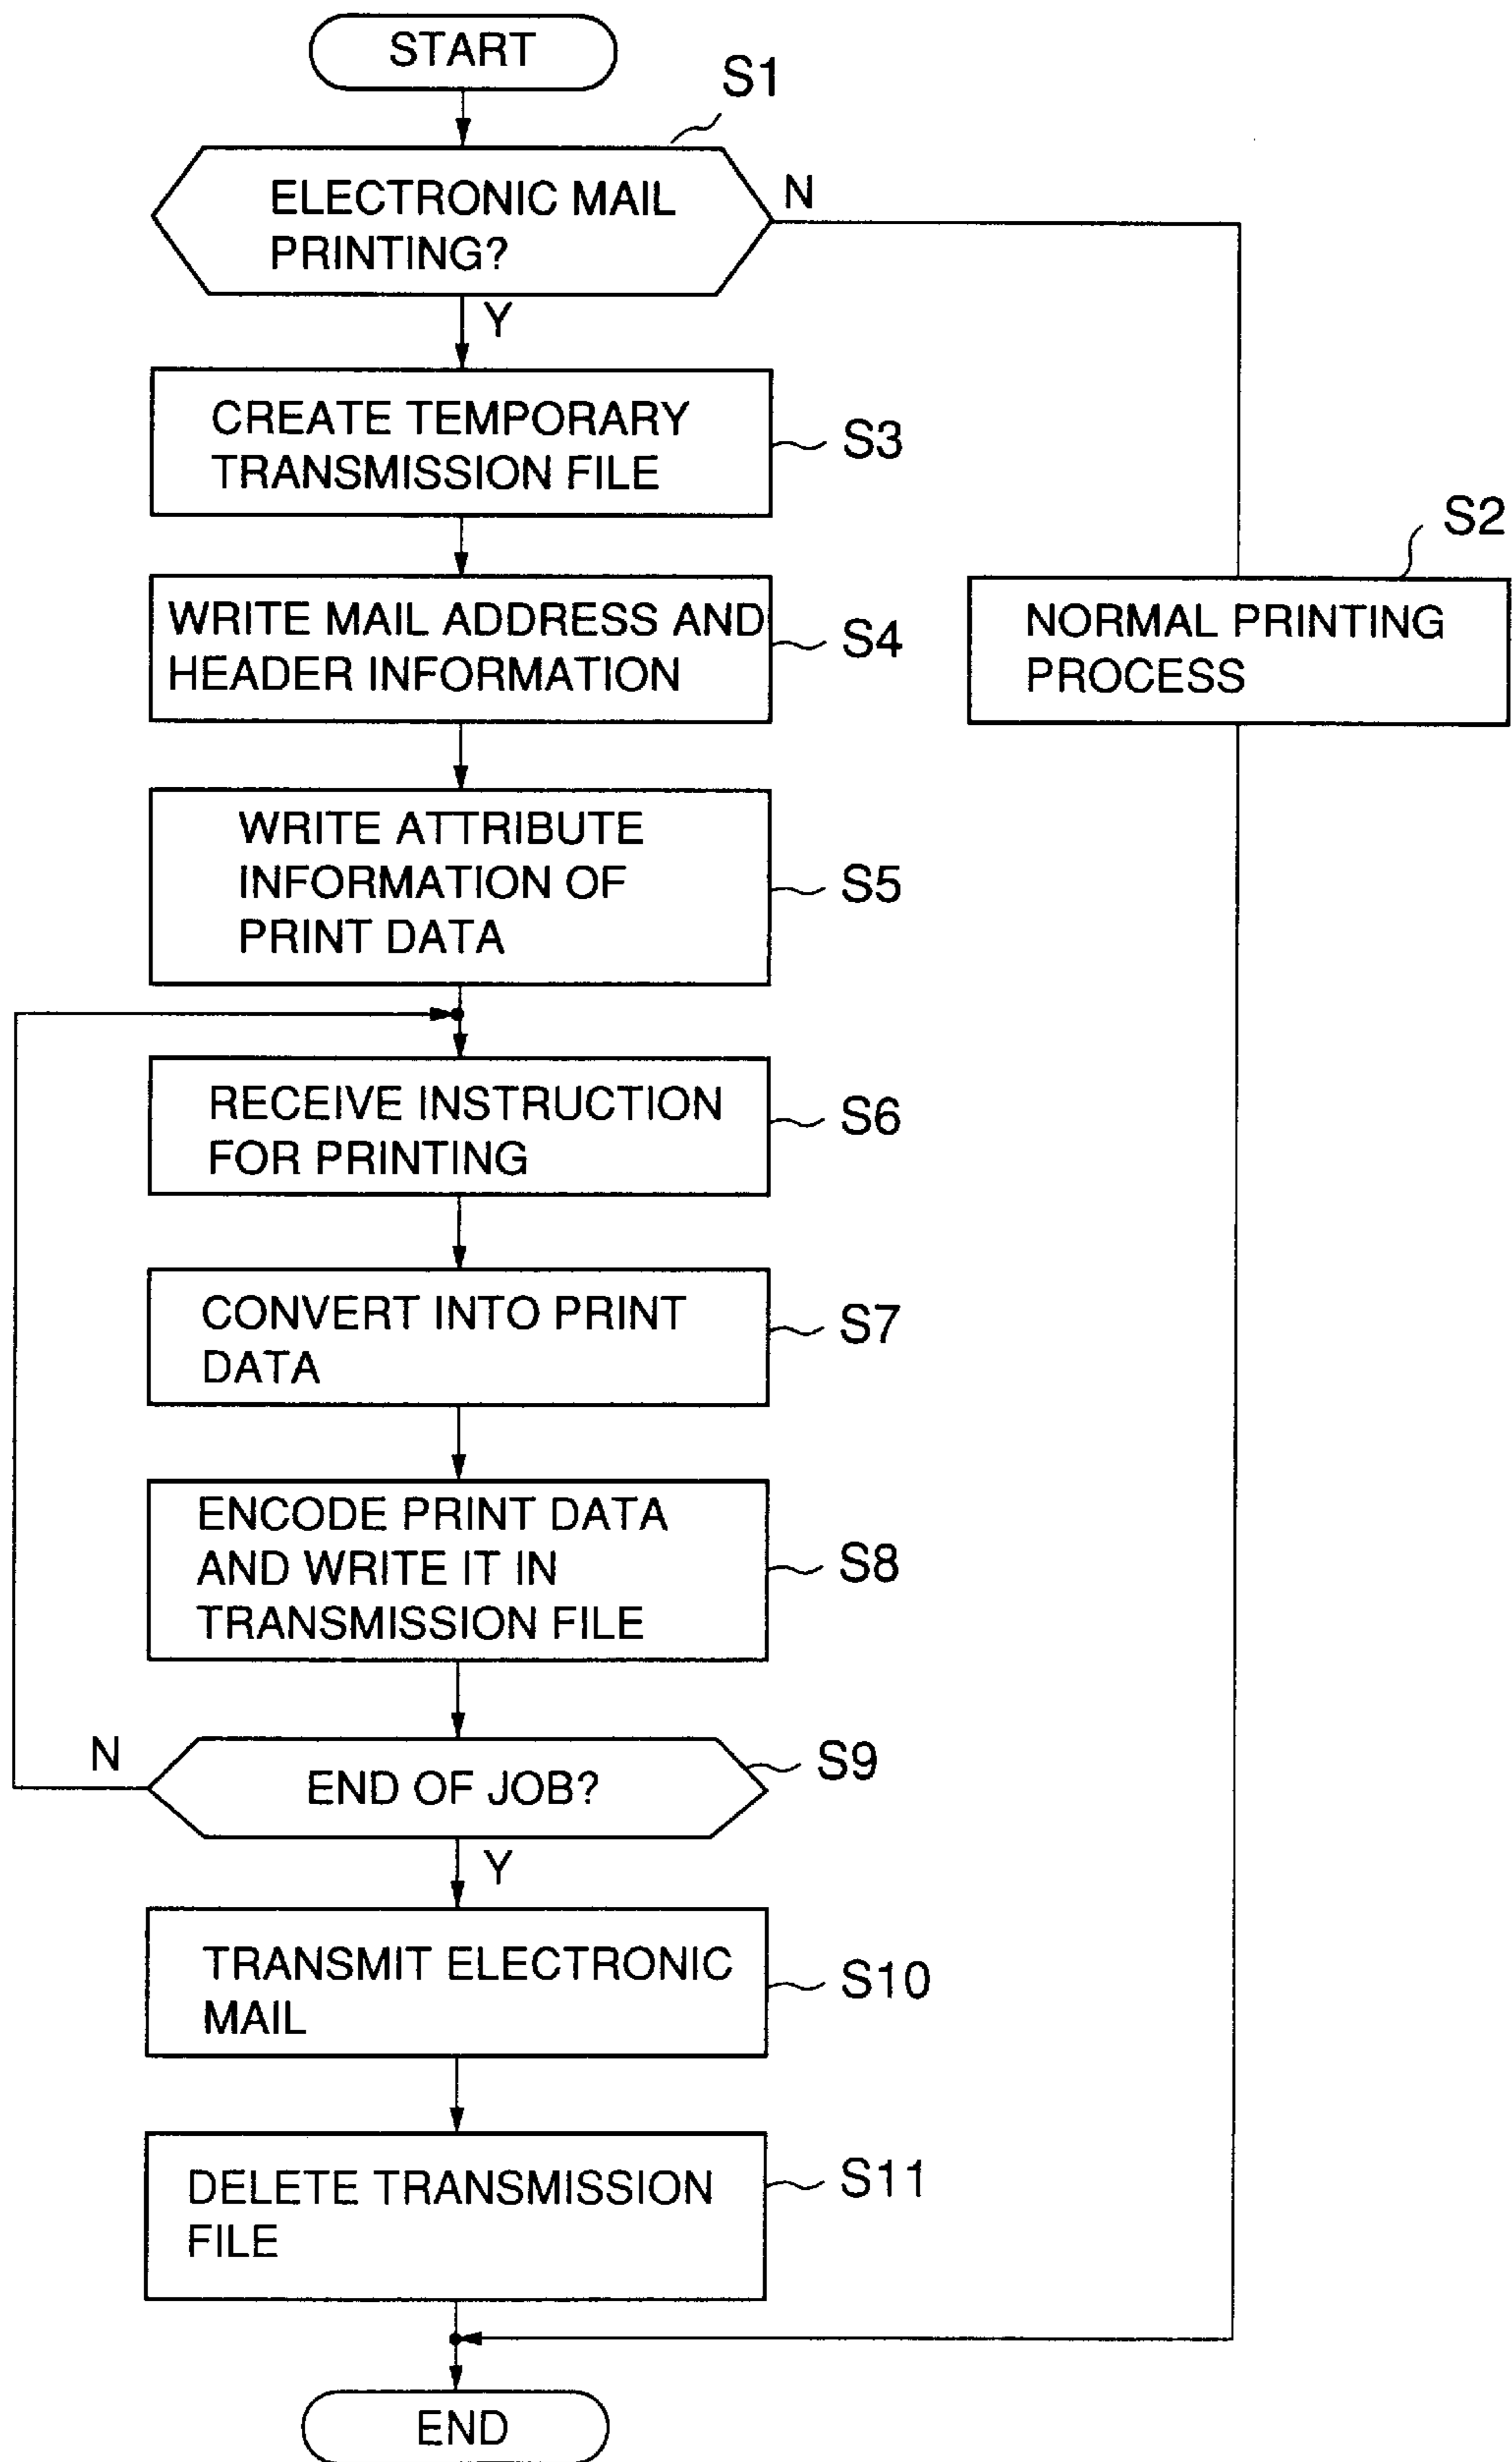 START
S1
ELECTRONIC MAIL
PRINTING?
N
Y
CREATE TEMPORARY
TRANSMISSION FILE
S3
WRITE MAIL ADDRESS AND
HEADER INFORMATION
S4
S2
NORMAL PRINTING
PROCESS
WRITE ATTRIBUTE
INFORMATION OF
PRINT DATA
S5
RECEIVE INSTRUCTION
FOR PRINTING
S6
CONVERT INTO PRINT
DATA
S7
ENCODE PRINT DATA
AND WRITE IT IN
TRANSMISSION FILE
S8
N
END OF JOB?
S9
Y
TRANSMIT ELECTRONIC
MAIL
S10
DELETE TRANSMISSION
FILE
S11
END